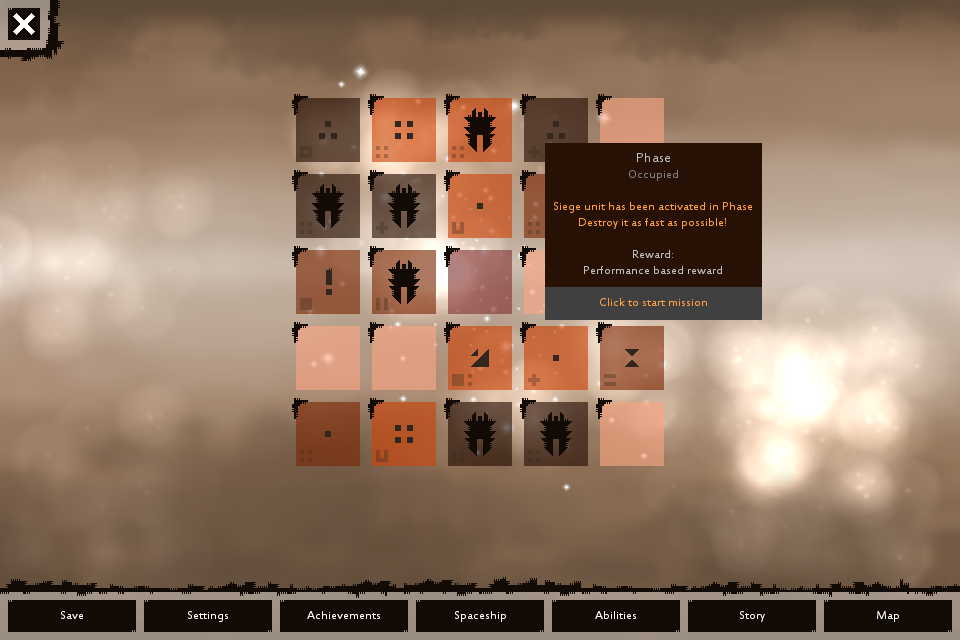 Phase
Occupied
Siege unit has been activated in Phase
Destroy it as fast as possible!
Reward:
Performance based reward
Click to start mission
Save
Settings
Achievements
Spaceship
Abilities
Story
Map